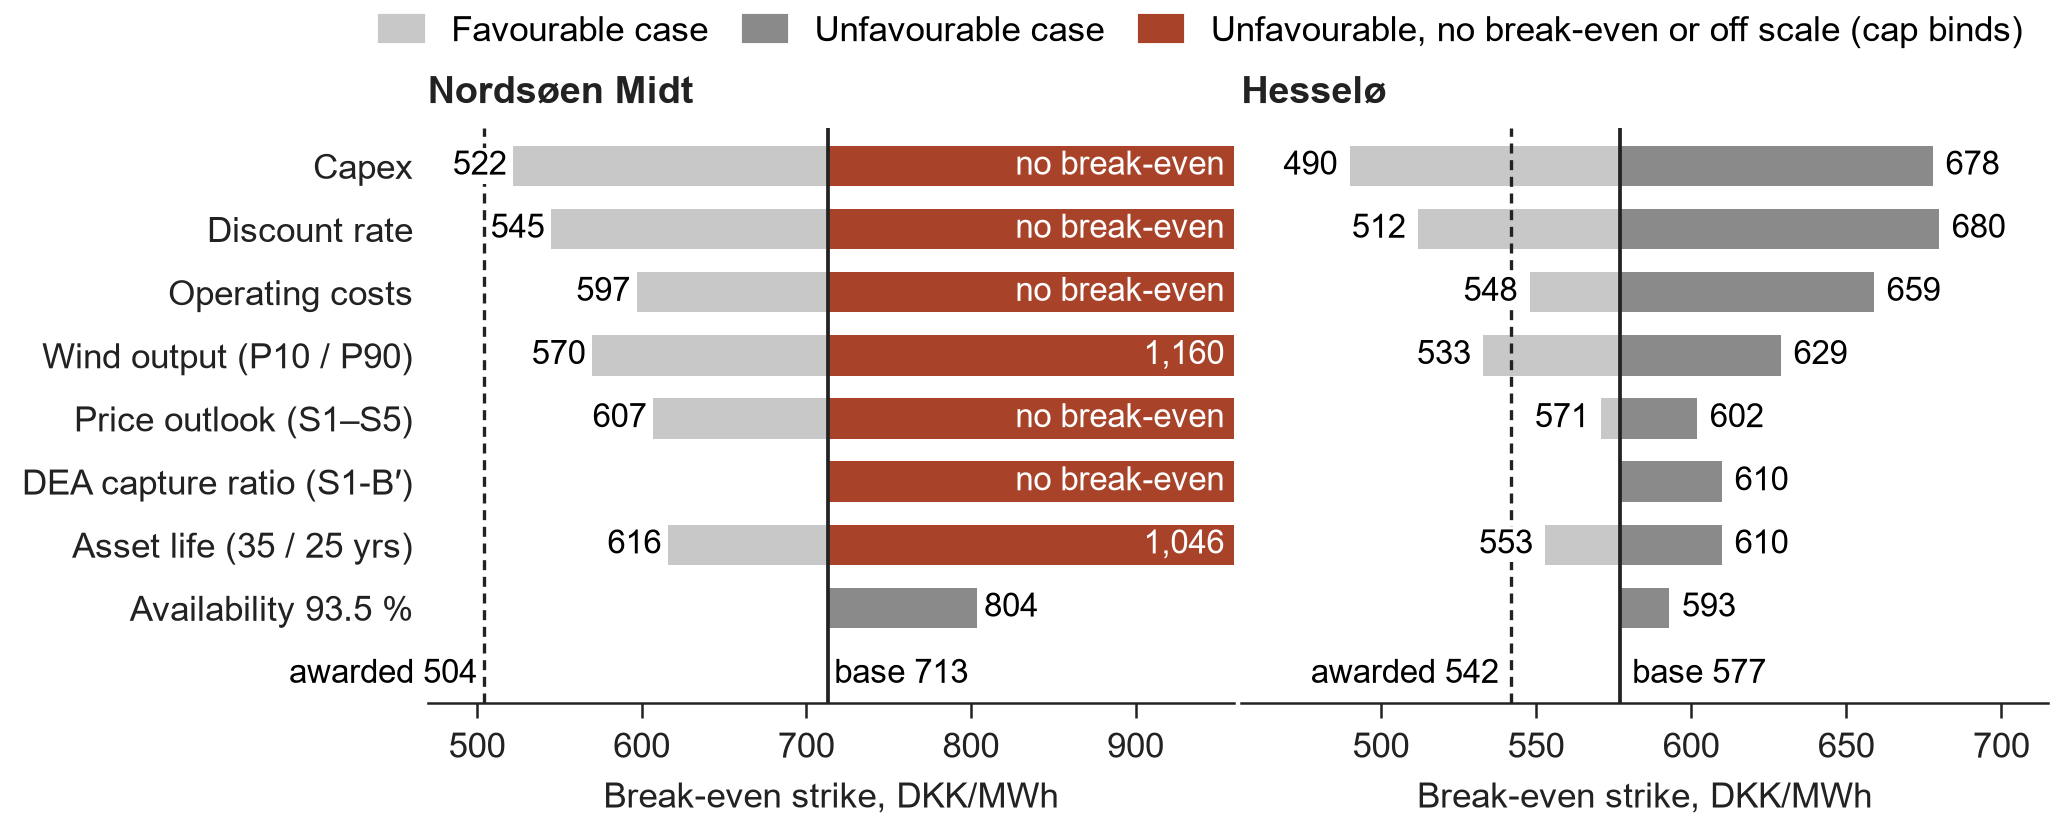 Favourable case
Unfavourable case
Unfavourable, no break-even or off scale (cap binds)
Nordsøen Midt
Hesselø
Capex
522
no break-even
490
678
Discount rate
545
no break-even
512
680
Operating costs
597
no break-even
548
659
Wind output (P10 / P90)
570
1,160
533
629
Price outlook (S1–S5)
607
no break-even
571
602
DEA capture ratio (S1-B′)
no break-even
610
Asset life (35 / 25 yrs)
616
1,046
553
610
Availability 93.5 %
804
593
awarded 504
base 713
awarded 542
base 577
500
600
700
800
900
500
550
600
650
700
Break-even strike, DKK/MWh
Break-even strike, DKK/MWh